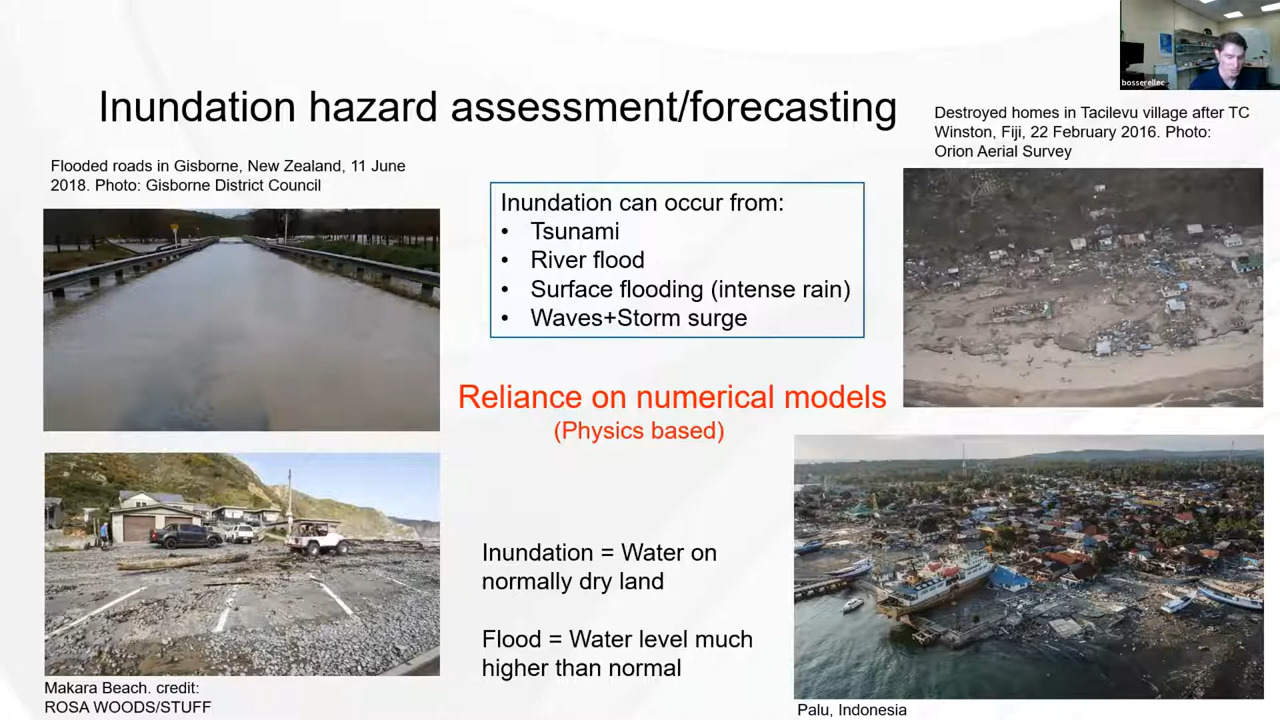 bosserellec
Inundation hazard assessment/forecasting
Destroyed homes in Tacilevu village after TC
Winston, Fiji, 22 February 2016. Photo:
Orion Aerial Survey
Flooded roads in Gisborne, New Zealand, 11 June
2018. Photo: Gisborne District Council
Inundation can occur from:
• Tsunami
• River flood
• Surface flooding (intense rain)
• Waves+Storm surge
Reliance on numerical models
(Physics based)
Inundation = Water on
normally dry land
Flood = Water level much
higher than normal
Makara Beach. credit:
ROSA WOODS/STUFF
Palu, Indonesia